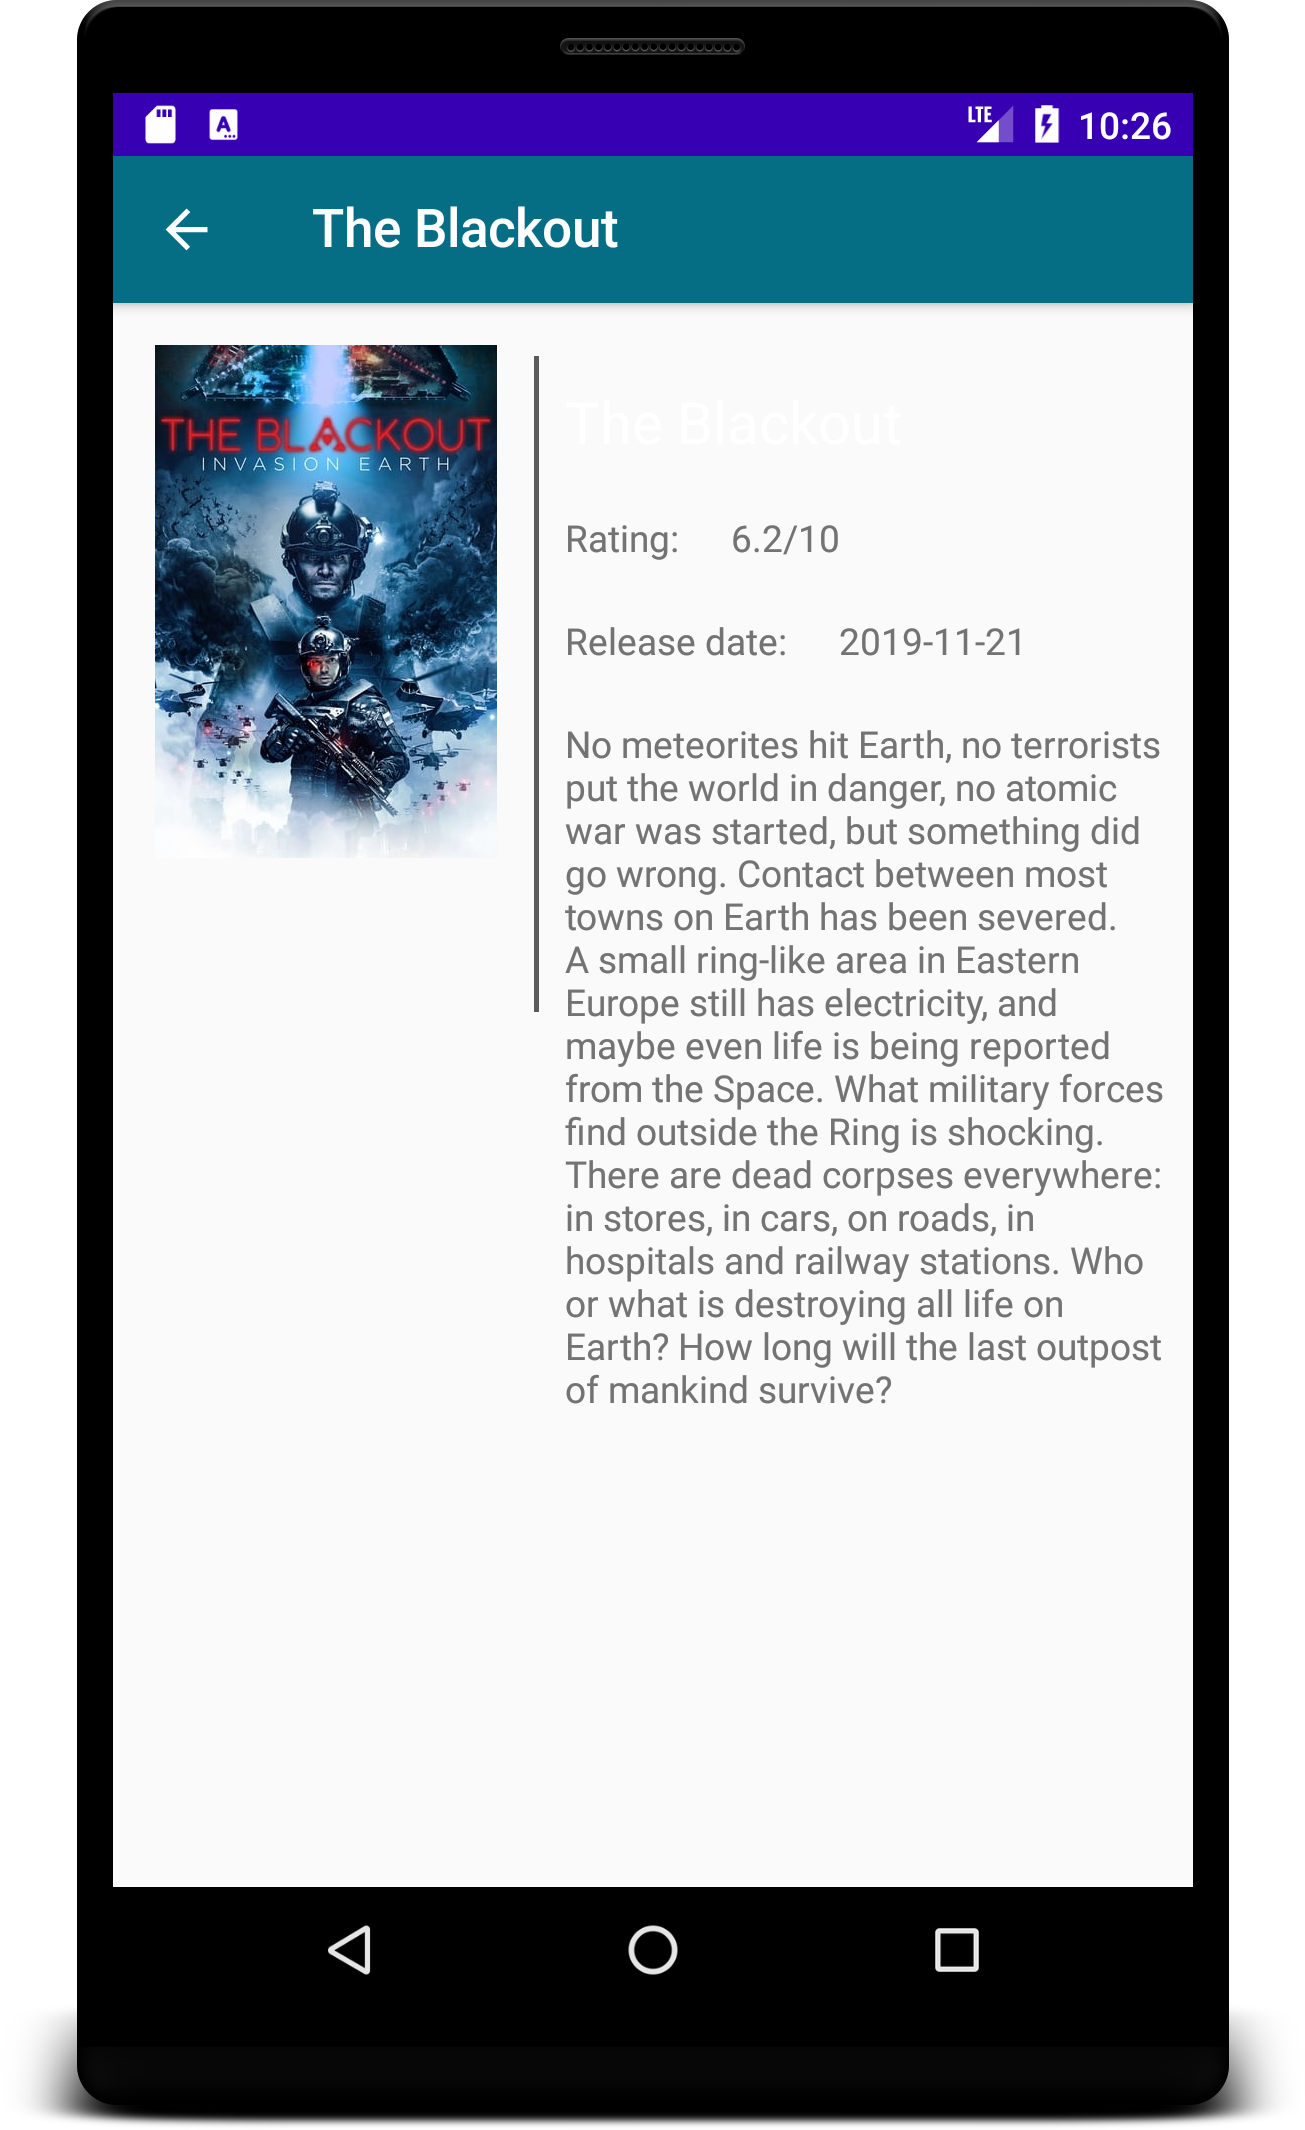 LTE 10:26
The Blackout
THE BLACKOUT
INVASION EARTH
The Blackout
Rating: 6.2/10
Release date: 2019-11-21
No meteorites hit Earth, no terrorists
put the world in danger, no atomic
war was started, but something did
go wrong. Contact between most
towns on Earth has been severed.
A small ring-like area in Eastern
Europe still has electricity, and
maybe even life is being reported
from the Space. What military forces
find outside the Ring is shocking.
There are dead corpses everywhere:
in stores, in cars, on roads, in
hospitals and railway stations. Who
or what is destroying all life on
Earth? How long will the last outpost
of mankind survive?